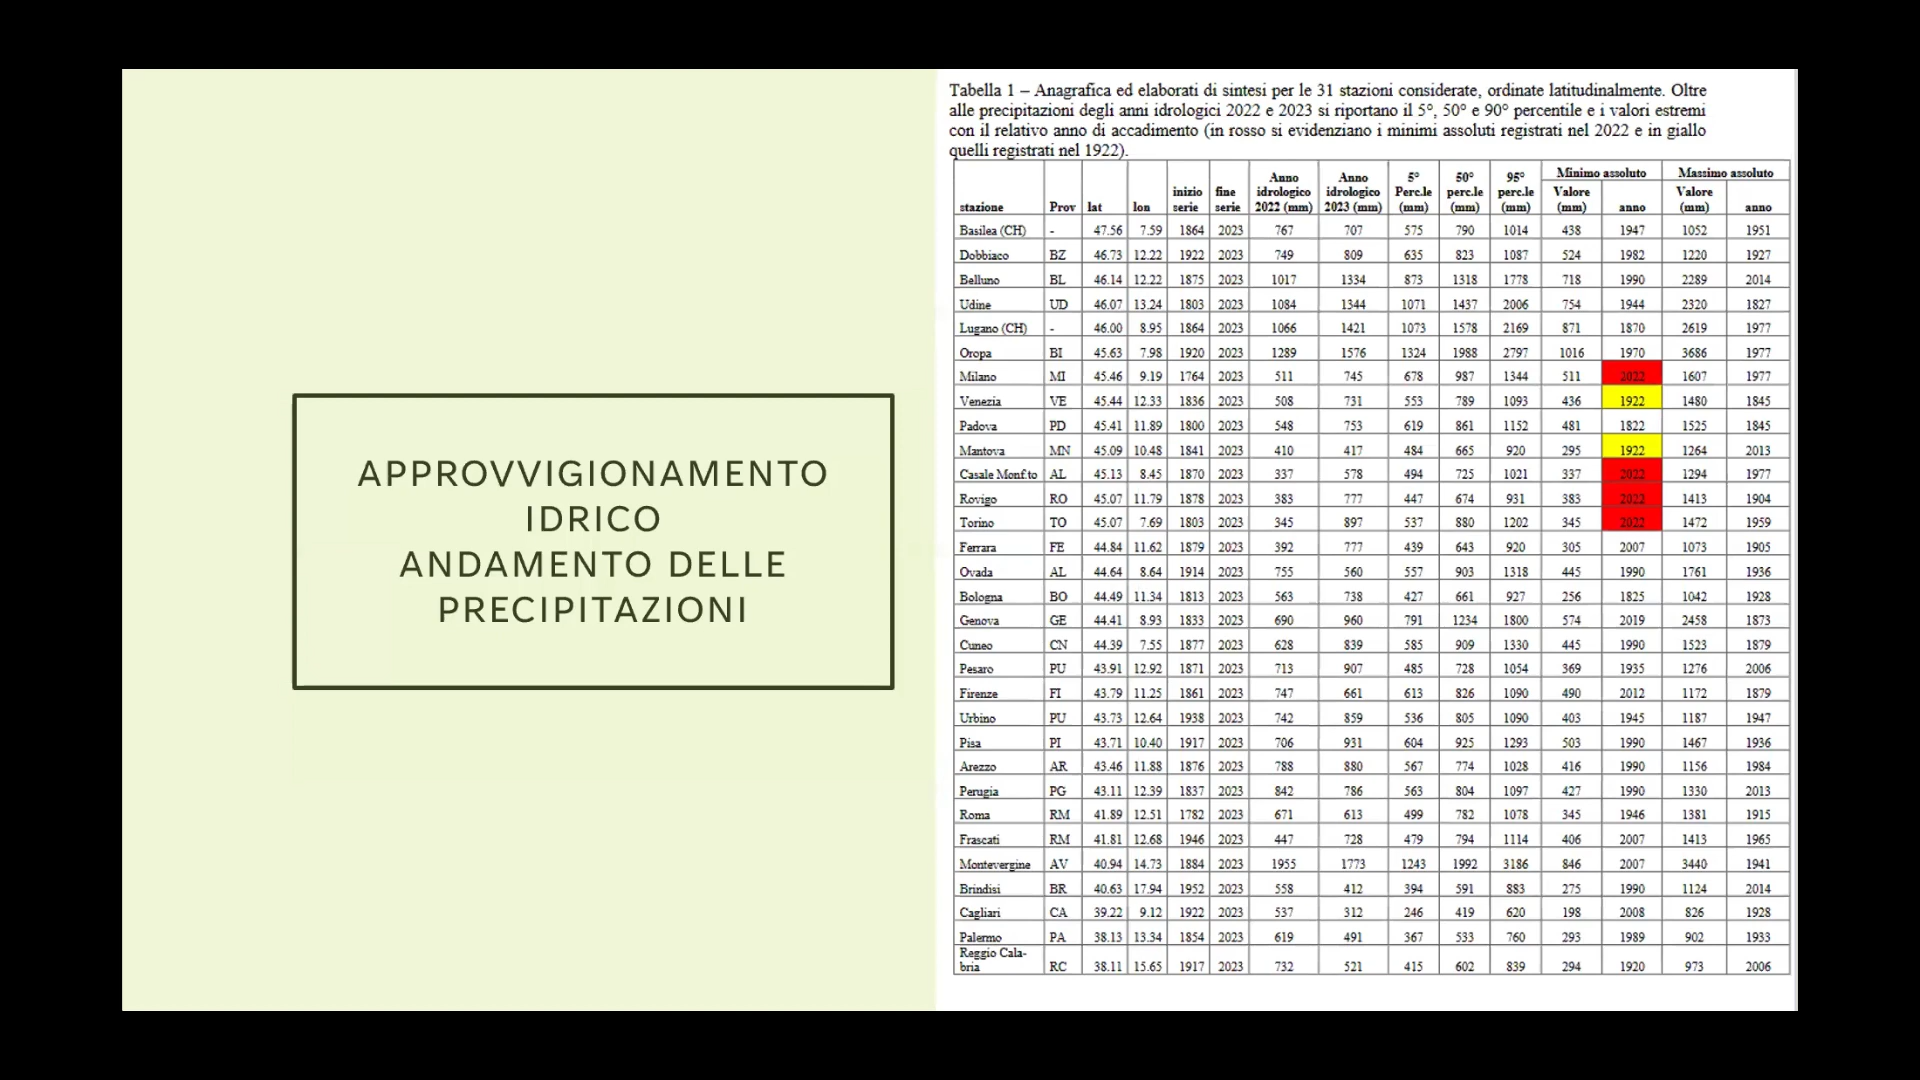 APPROVVIGIONAMENTO
IDRICO
ANDAMENTO DELLE
PRECIPITAZIONI
Tabella 1 – Anagrafica ed elaborati di sintesi per le 31 stazioni considerate, ordinate latitudinalmente. Oltre
alle precipitazioni degli anni idrologici 2022 e 2023 si riportano il 5°, 50° e 90° percentile e i valori estremi
con il relativo anno di accadimento (in rosso si evidenziano i minimi assoluti registrati nel 2022 e in giallo
quelli registrati nel 1922).
stazione Prov lat lon inizio serie fine serie Anno idrologico 2022 (mm) Anno idrologico 2023 (mm) 5° Perc.le (mm) 50° perc.le (mm) 95° perc.le (mm) Minimo assoluto Valore (mm) anno Massimo assoluto Valore (mm) anno
Basilea (CH) - 47.56 7.59 1864 2023 767 707 575 790 1014 438 1947 1052 1951
Dobbiaco BZ 46.73 12.22 1922 2023 749 809 635 823 1087 524 1982 1220 1927
Belluno BL 46.14 12.22 1875 2023 1017 1334 873 1318 1778 718 1990 2289 2014
Udine UD 46.07 13.24 1803 2023 1084 1344 1071 1437 2006 754 1944 2320 1827
Lugano (CH) - 46.00 8.95 1864 2023 1066 1421 1073 1578 2169 871 1870 2619 1977
Oropa BI 45.63 7.98 1920 2023 1289 1576 1324 1988 2797 1016 1970 3686 1977
Milano MI 45.46 9.19 1764 2023 511 745 678 987 1344 511 2022 1607 1977
Venezia VE 45.44 12.33 1836 2023 508 731 553 789 1093 436 1922 1480 1845
Padova PD 45.41 11.89 1800 2023 548 753 619 861 1152 481 1822 1525 1845
Mantova MN 45.09 10.48 1841 2023 410 417 484 665 920 295 1922 1264 2013
Casale Monf.to AL 45.13 8.45 1870 2023 337 578 494 725 1021 337 2022 1294 1977
Rovigo RO 45.07 11.79 1878 2023 383 777 447 674 931 383 2022 1413 1904
Torino TO 45.07 7.69 1803 2023 345 897 537 880 1202 345 2022 1472 1959
Ferrara FE 44.84 11.62 1879 2023 392 777 439 643 920 305 2007 1073 1905
Ovada AL 44.64 8.64 1914 2023 755 560 557 903 1318 445 1990 1761 1936
Bologna BO 44.49 11.34 1813 2023 563 738 427 661 927 256 1825 1042 1928
Genova GE 44.41 8.93 1833 2023 690 960 791 1234 1800 574 2019 2458 1873
Cuneo CN 44.39 7.55 1877 2023 628 839 585 909 1330 445 1990 1523 1879
Pesaro PU 43.91 12.92 1871 2023 713 907 485 728 1054 369 1935 1276 2006
Firenze FI 43.79 11.25 1861 2023 747 661 613 826 1090 490 2012 1172 1879
Urbino PU 43.73 12.64 1938 2023 742 859 536 805 1090 403 1945 1187 1947
Pisa PI 43.71 10.40 1917 2023 706 931 604 925 1293 503 1990 1467 1936
Arezzo AR 43.46 11.88 1876 2023 788 880 567 774 1028 416 1990 1156 1984
Perugia PG 43.11 12.39 1837 2023 842 786 563 804 1097 427 1990 1330 2013
Roma RM 41.89 12.51 1782 2023 671 613 499 782 1078 345 1946 1381 1915
Frascati RM 41.81 12.68 1946 2023 447 728 479 794 1114 406 2007 1413 1965
Montevergine AV 40.94 14.73 1884 2023 1955 1773 1243 1992 3186 846 2007 3440 1941
Brindisi BR 40.63 17.94 1952 2023 558 412 394 591 883 275 1990 1124 2014
Cagliari CA 39.22 9.12 1922 2023 537 312 246 419 620 198 2008 826 1928
Palermo PA 38.13 13.34 1854 2023 619 491 367 533 760 293 1989 902 1933
Reggio Cala-
bria RC 38.11 15.65 1917 2023 732 521 415 602 839 294 1920 973 2006